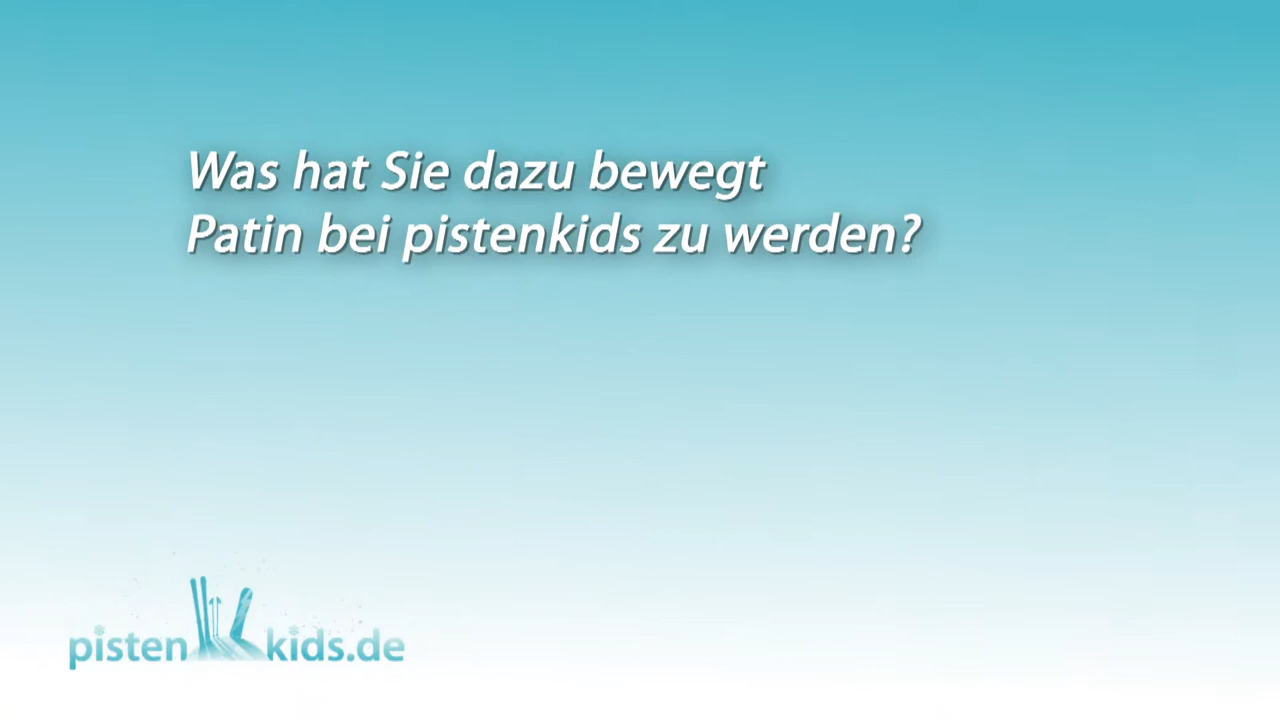 Was hat Sie dazu bewegt
Patin bei pistenkids zu werden?
pistenkids.de